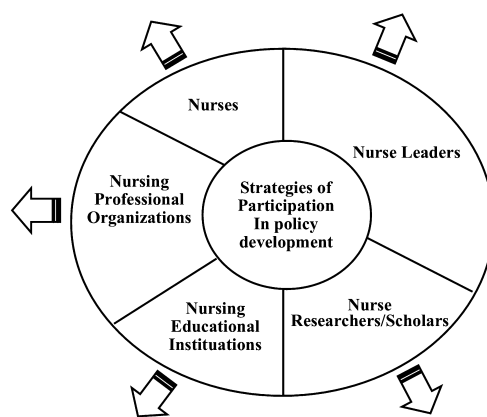 Nurses
Nurse Leaders
Nursing
Professional
Organizations
Strategies of
Participation
In policy
development
Nursing
Educational
Instituations
Nurse
Researchers/Scholars